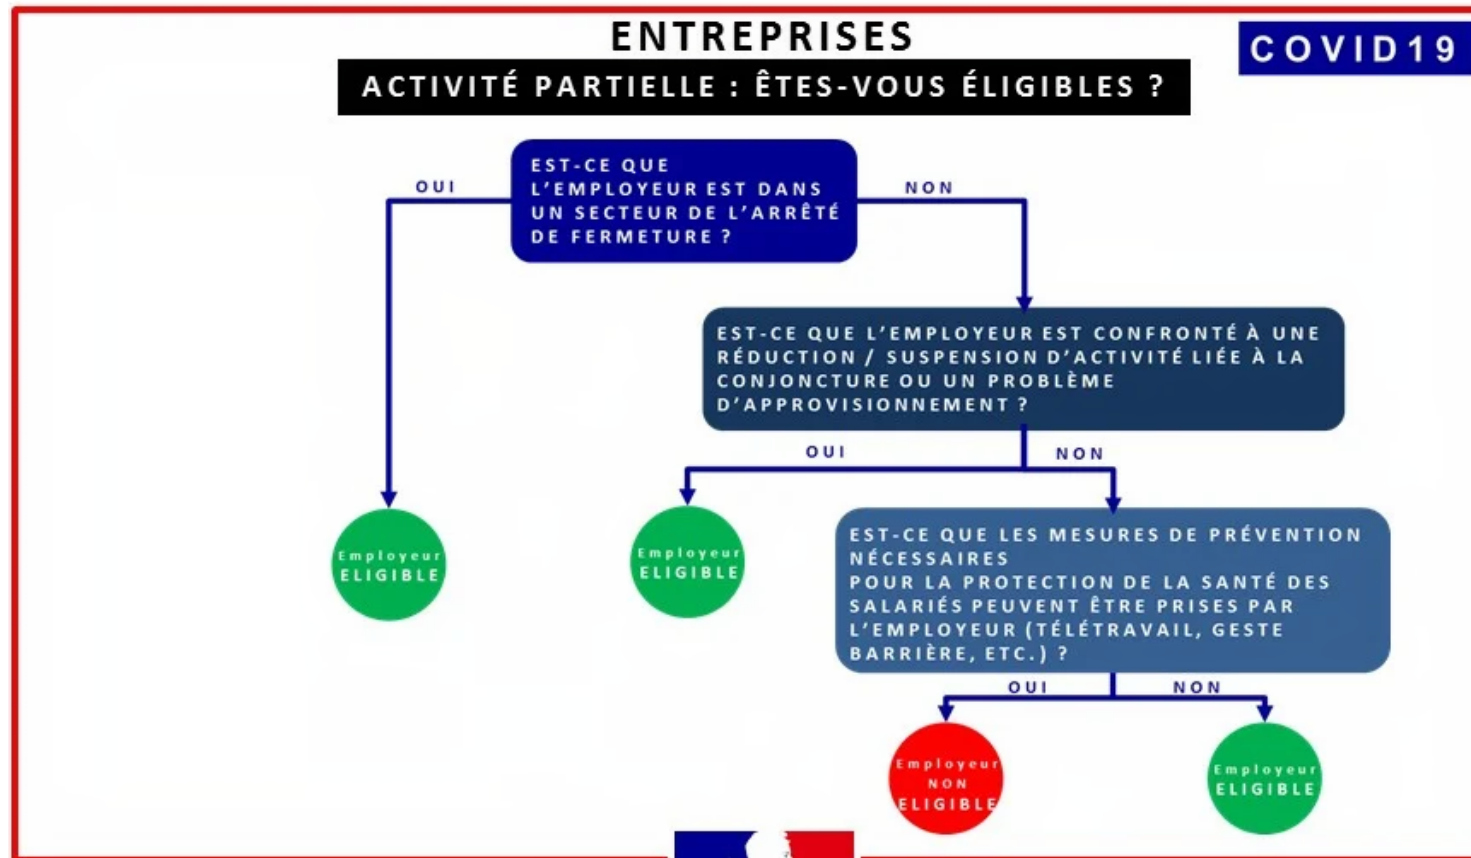 ENTREPRISES
COVID19
ACTIVITÉ PARTIELLE : ÊTES-VOUS ÉLIGIBLES ?
EST-CE QUE
L’EMPLOYEUR EST DANS
UN SECTEUR DE L’ARRÊTÉ
DE FERMETURE ?
OUI
NON
EST-CE QUE L’EMPLOYEUR EST CONFRONTÉ À UNE
RÉDUCTION / SUSPENSION D’ACTIVITÉ LIÉE À LA
CONJONCTURE OU UN PROBLÈME
D’APPROVISIONNEMENT ?
OUI
NON
Employeur
ELIGIBLE
Employeur
ELIGIBLE
EST-CE QUE LES MESURES DE PRÉVENTION
NÉCESSAIRES
POUR LA PROTECTION DE LA SANTÉ DES
SALARIÉS PEUVENT ÊTRE PRISES PAR
L’EMPLOYEUR (TÉLÉTRAVAIL, GESTE
BARRIÈRE, ETC.) ?
OUI
NON
Employeur
NON
ELIGIBLE
Employeur
ELIGIBLE